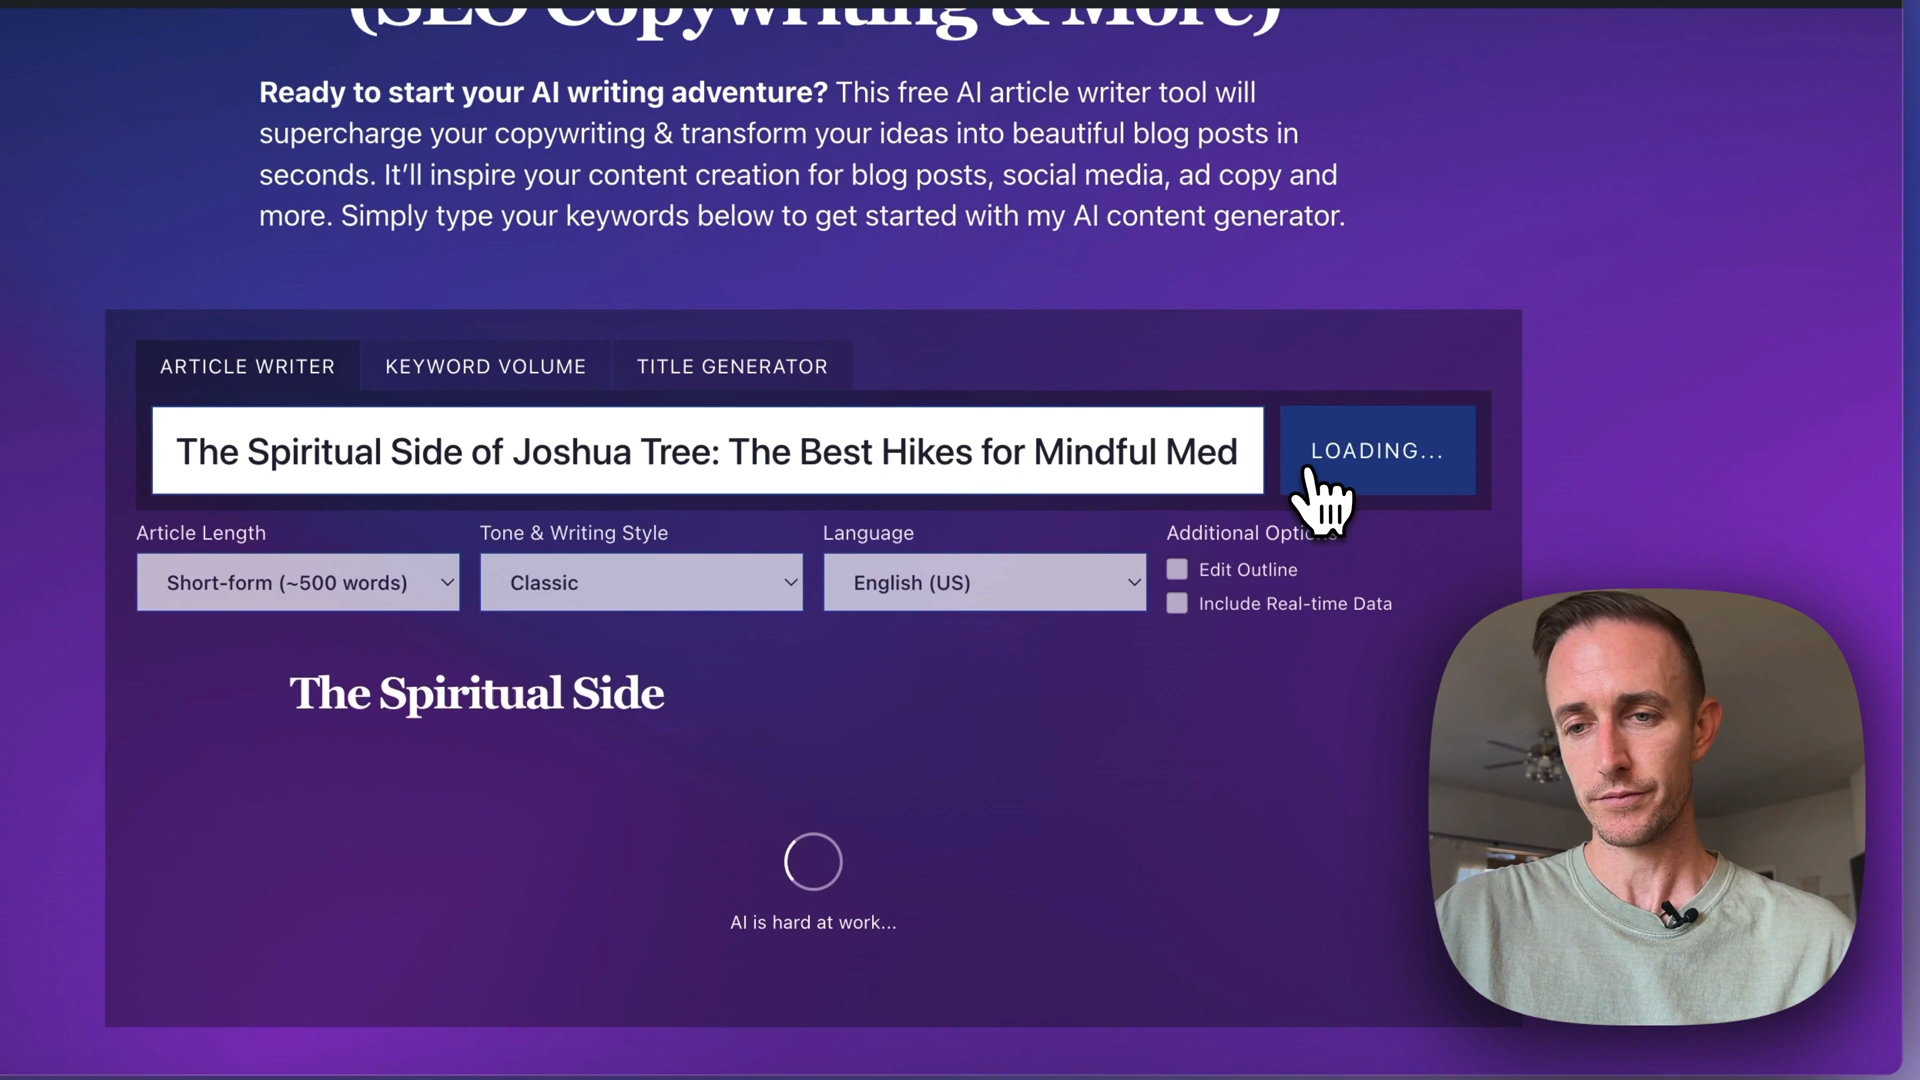 (SEO Copywriting & More)
Ready to start your AI writing adventure? This free AI article writer tool will
supercharge your copywriting & transform your ideas into beautiful blog posts in
seconds. It’ll inspire your content creation for blog posts, social media, ad copy and
more. Simply type your keywords below to get started with my AI content generator.
ARTICLE WRITER
KEYWORD VOLUME
TITLE GENERATOR
The Spiritual Side of Joshua Tree: The Best Hikes for Mindful Med
LOADING...
Article Length
Tone & Writing Style
Language
Additional Options
Short-form (~500 words)
Classic
English (US)
Edit Outline
Include Real-time Data
The Spiritual Side
AI is hard at work...